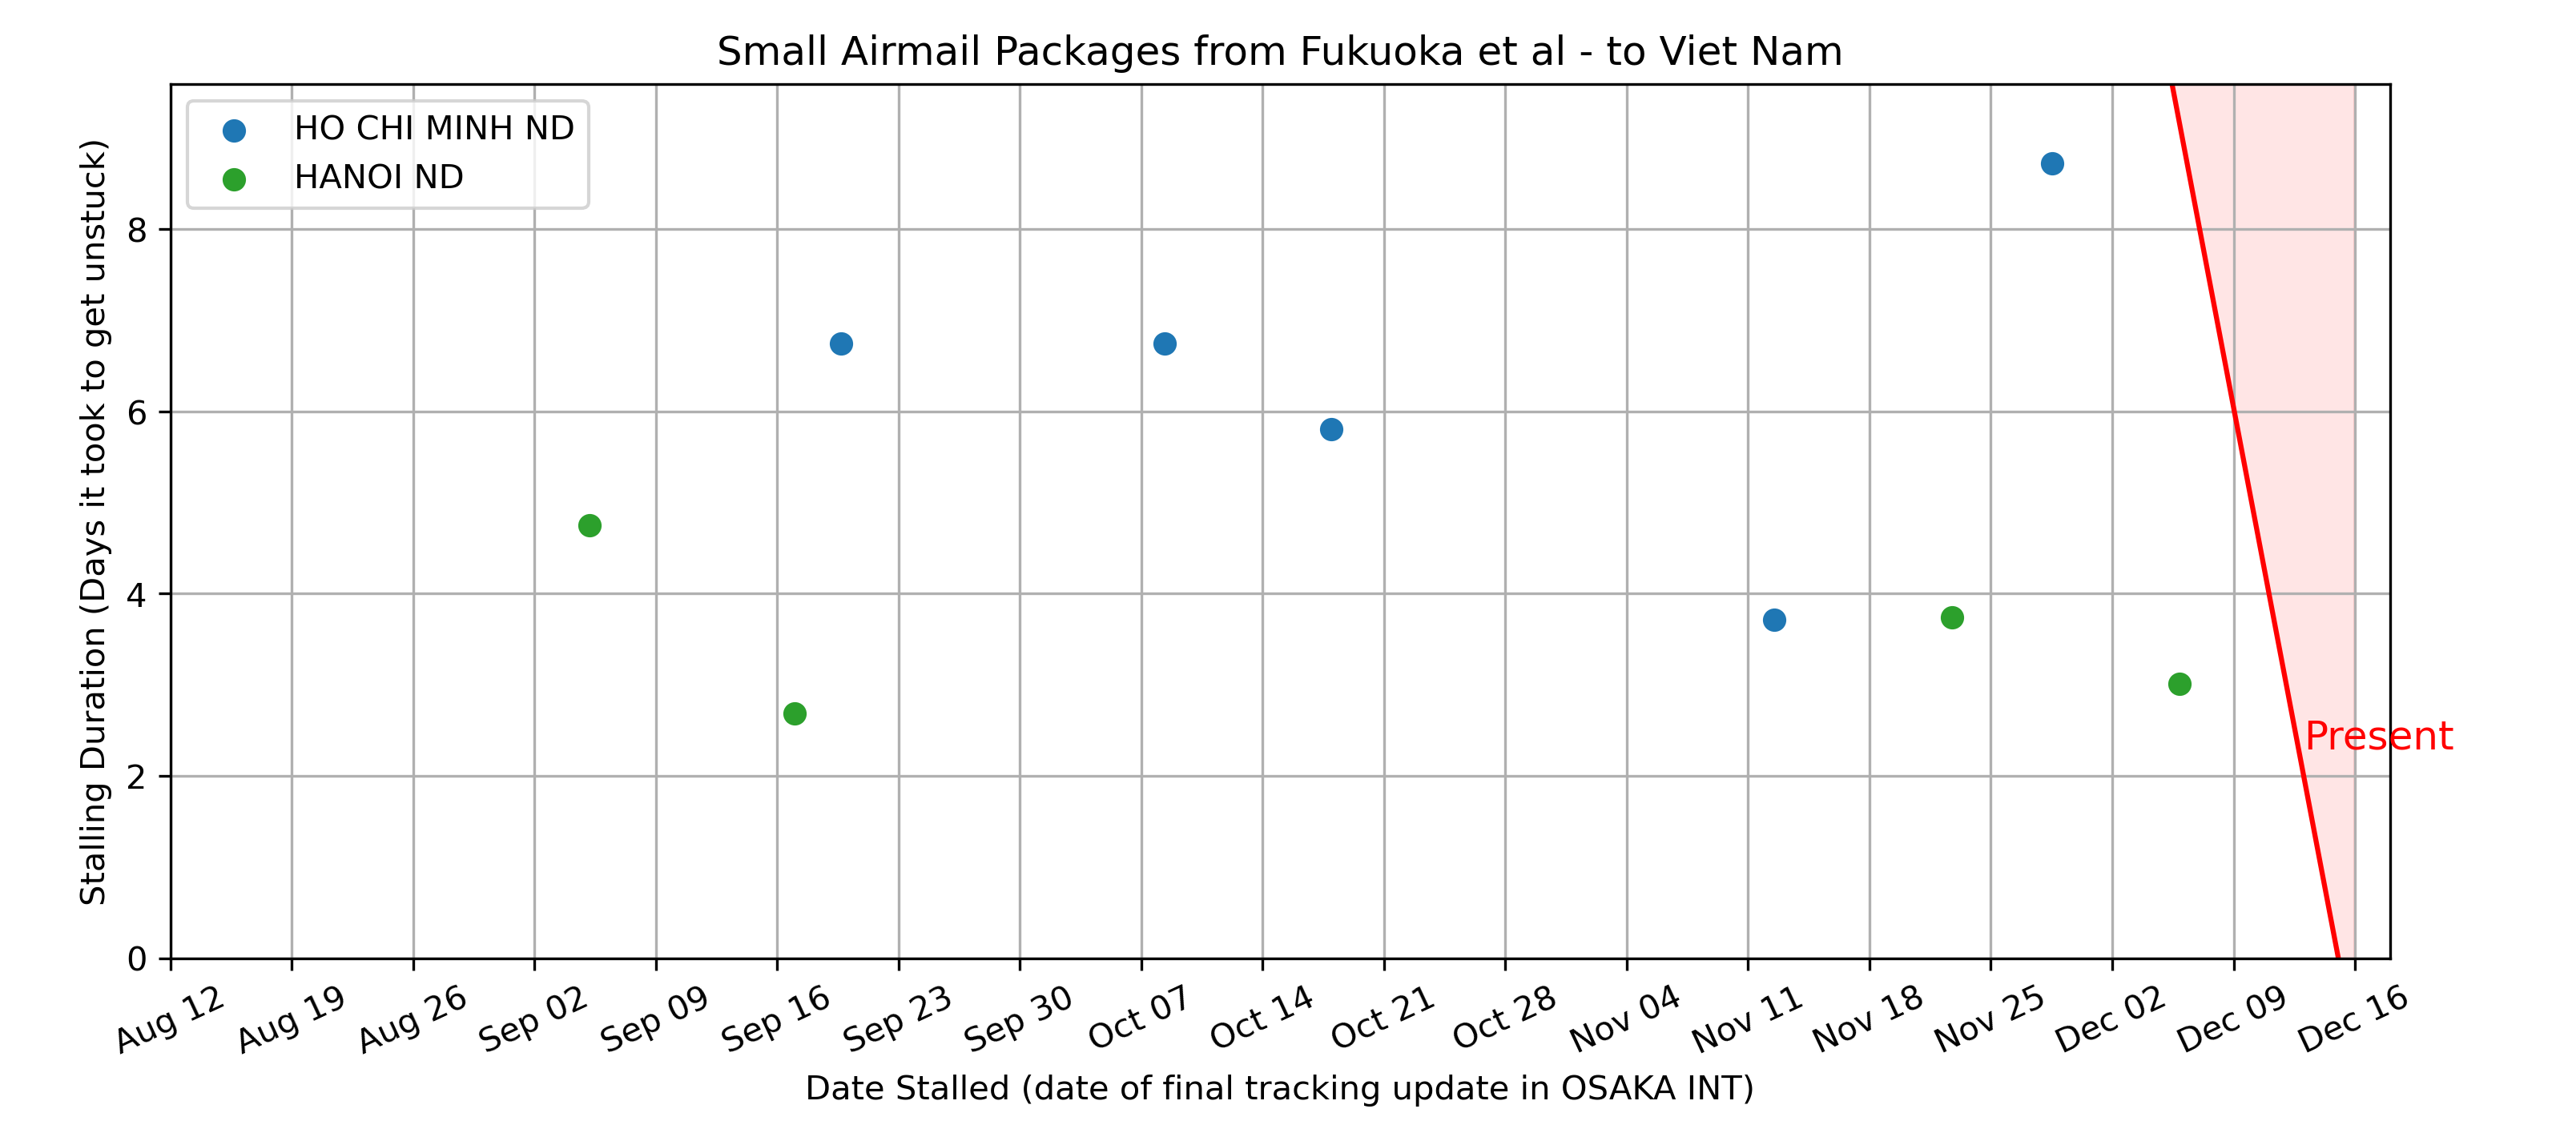 Small Airmail Packages from Fukuoka et al - to Viet Nam
HO CHI MINH ND
HANOI ND
Stalling Duration (Days it took to get unstuck)
8
6
4
2
0
Present
Aug 12
Aug 19
Aug 26
Sep 02
Sep 09
Sep 16
Sep 23
Sep 30
Oct 07
Oct 14
Oct 21
Oct 28
Nov 04
Nov 11
Nov 18
Nov 25
Dec 02
Dec 09
Dec 16
Date Stalled (date of final tracking update in OSAKA INT)